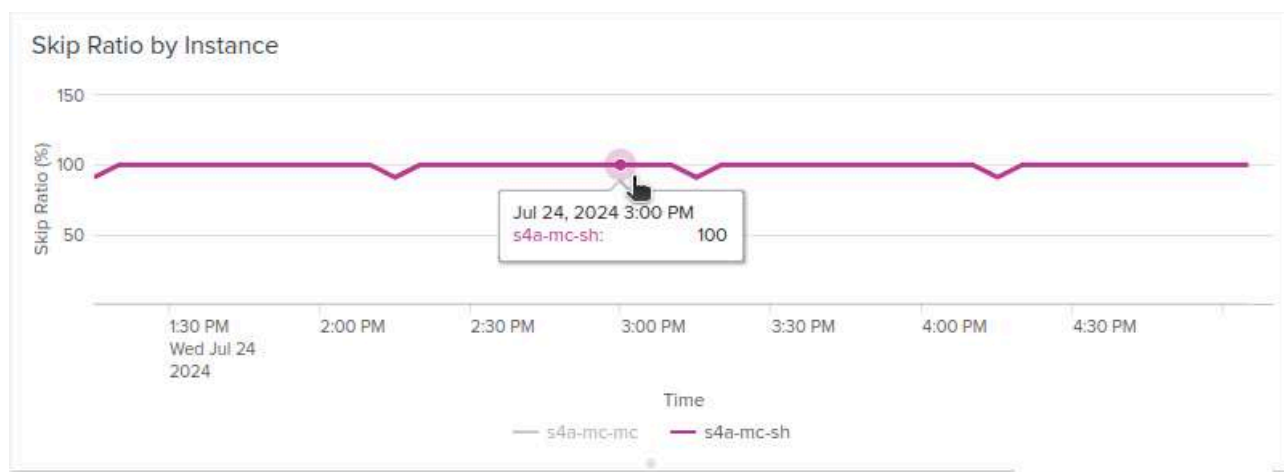 Skip Ratio by Instance
150
100
50
Skip Ratio (%)
Jul 24, 2024 3:00 PM
s4a-mc-sh: 100
1:30 PM 2:00 PM 2:30 PM 3:00 PM 3:30 PM 4:00 PM 4:30 PM
Wed Jul 24
2024
Time
s4a-mc-mc s4a-mc-sh